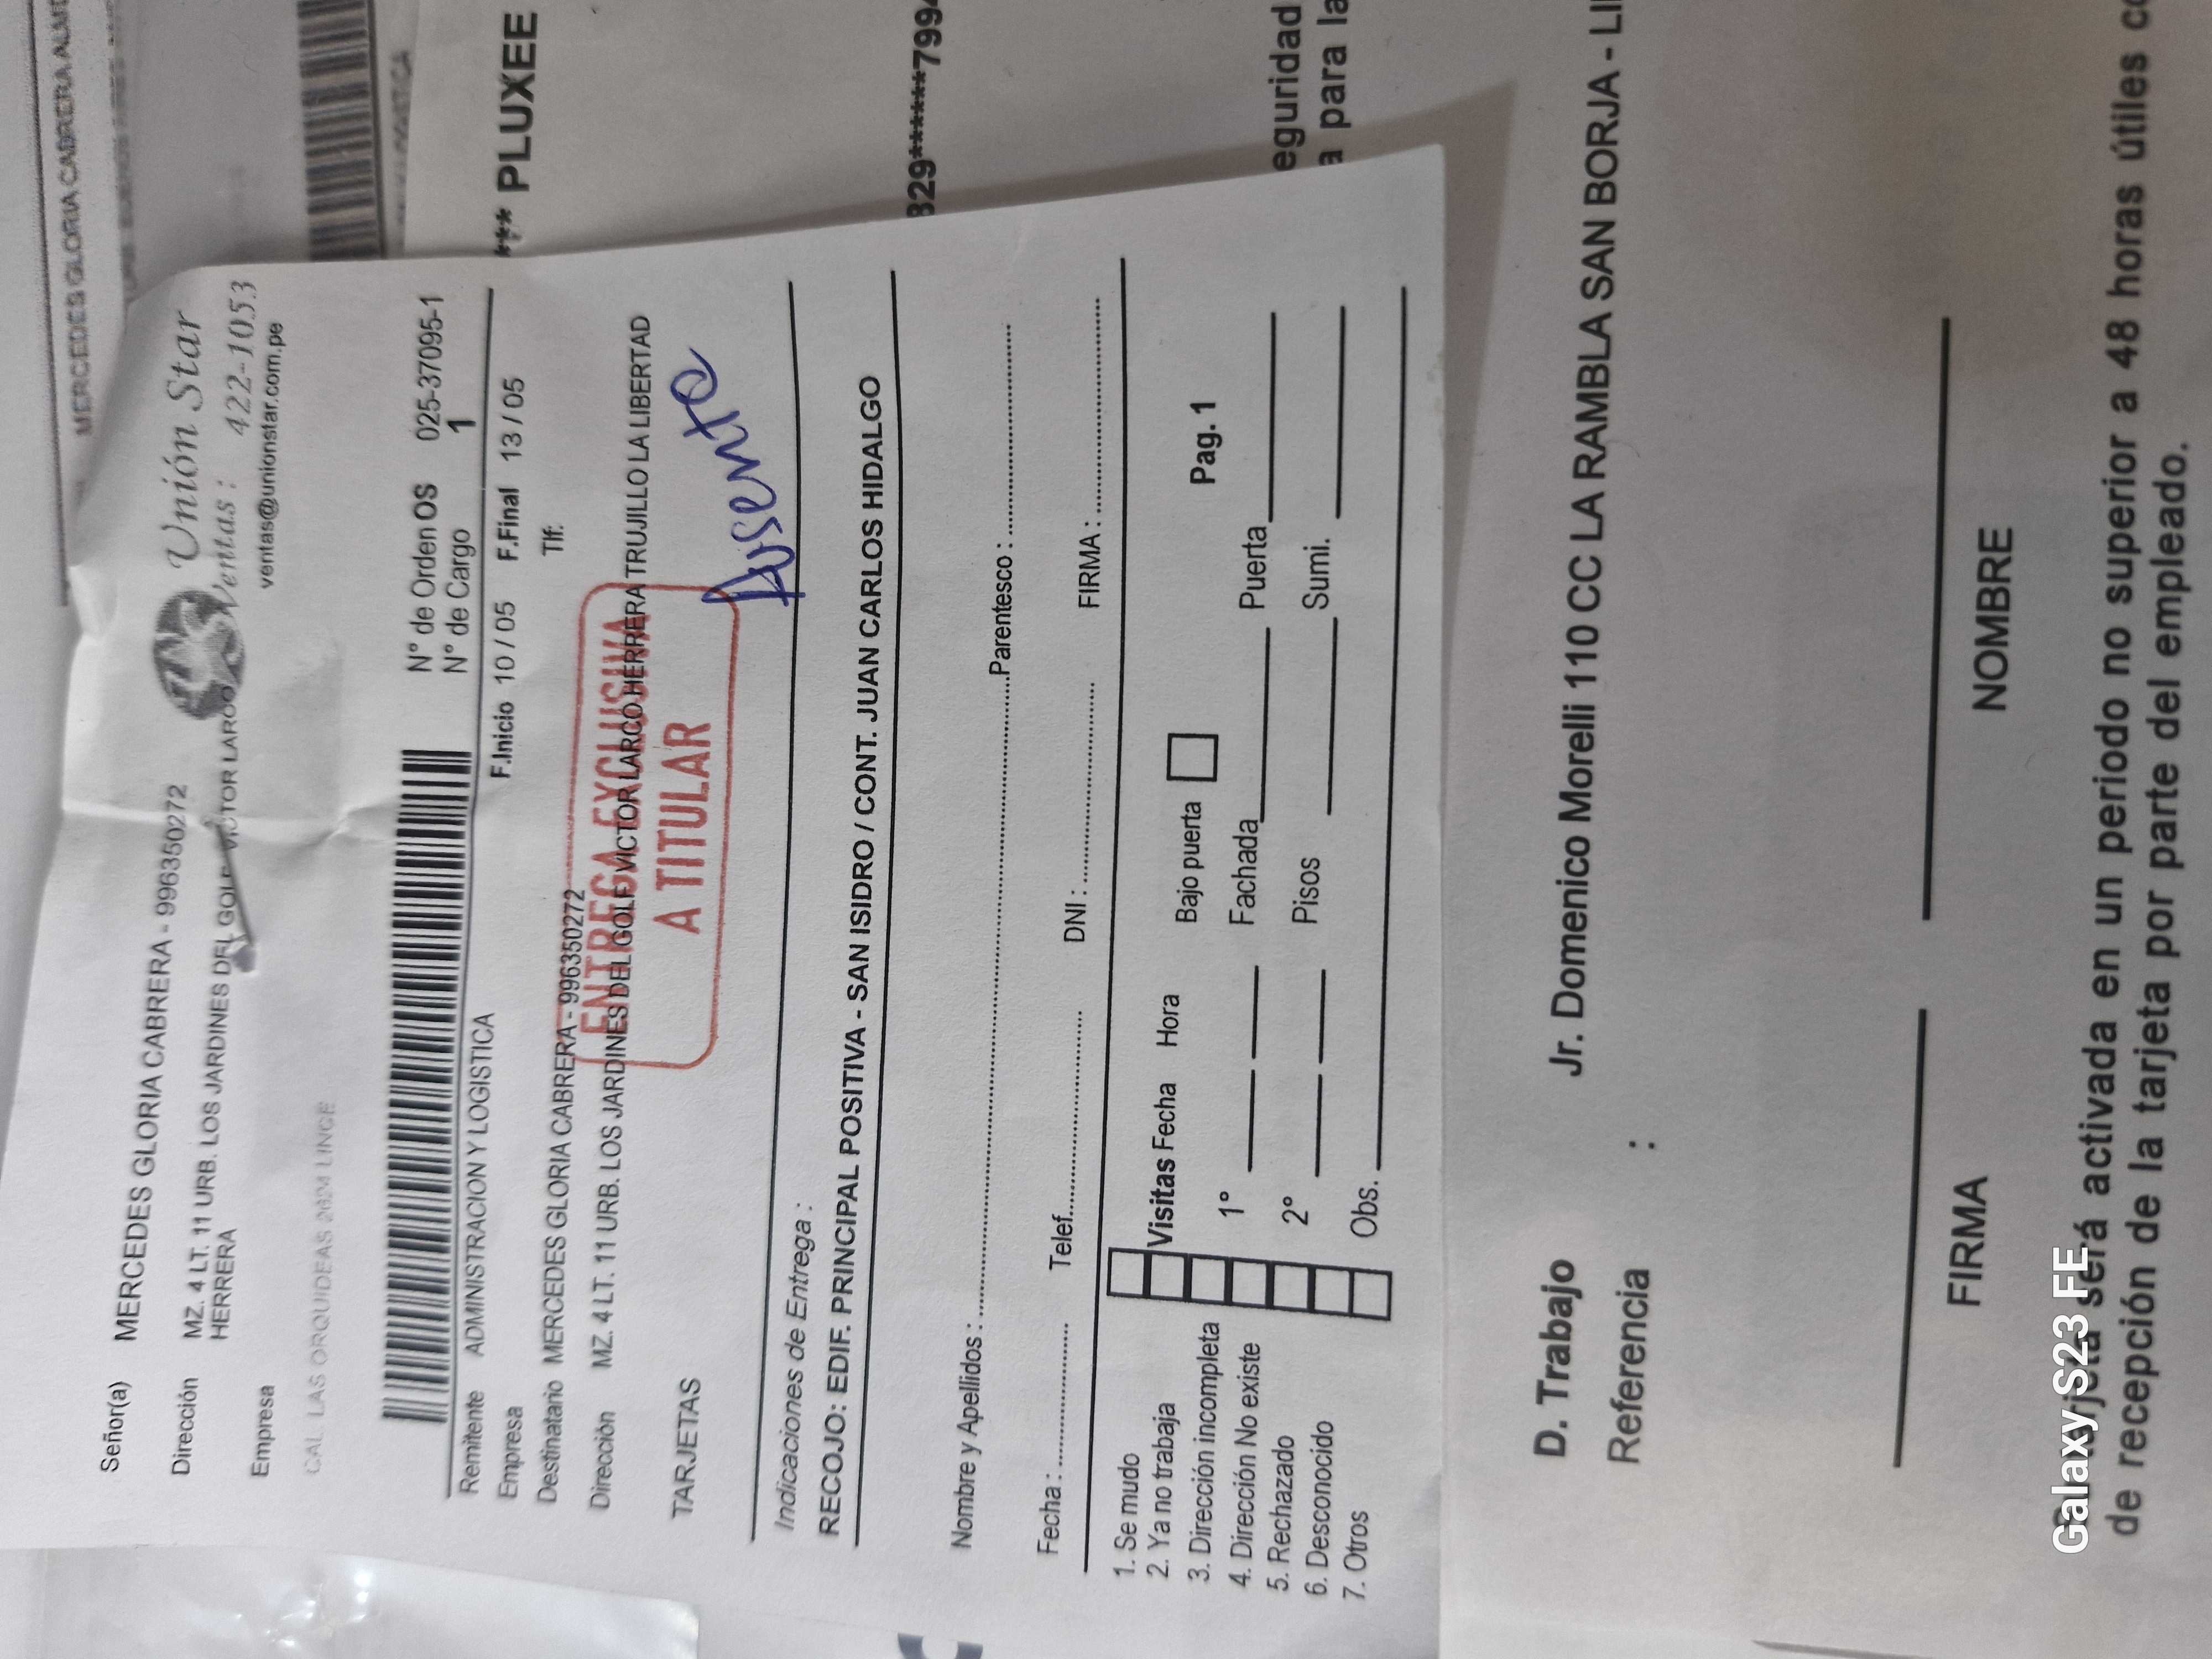 MERCEDES GLORIA CABRERA ALM
*** PLUXEE
829******799
eguridad
a para la
Unión Star
Ventas : 422-1053
ventas@unionstar.com.pe
Señor(a) MERCEDES GLORIA CABRERA - 996350272
Dirección MZ. 4 LT. 11 URB. LOS JARDINES DEL GOLF VICTOR LARCO
HERRERA
Empresa
CAL. LAS ORQUIDEAS LINCE
N° de Orden OS 025-37095-1
N° de Cargo 1
Remitente ADMINISTRACION Y LOGISTICA
F.Inicio 10 / 05 F.Final 13 / 05
Empresa
Tlf:
Destinatario MERCEDES GLORIA CABRERA - 996350272
Dirección MZ. 4 LT. 11 URB. LOS JARDINES DEL GOLF VICTOR LARCO HERRERA TRUJILLO LA LIBERTAD
ENTREGA EXCLUSIVA
A TITULAR
TARJETAS
Ausente
Indicaciones de Entrega :
RECOJO: EDIF. PRINCIPAL POSITIVA - SAN ISIDRO / CONT. JUAN CARLOS HIDALGO
Nombre y Apellidos : Parentesco :
Fecha : Telef. DNI : FIRMA :
1. Se mudo
2. Ya no trabaja
3. Dirección incompleta
4. Dirección No existe
5. Rechazado
6. Desconocido
7. Otros
Visitas Fecha Hora
1°
2°
Obs.
Bajo puerta Pag. 1
Fachada Puerta
Pisos Sumi.
D. Trabajo Jr. Domenico Morelli 110 CC LA RAMBLA SAN BORJA - LI
Referencia :
FIRMA NOMBRE
tarjeta será activada en un periodo no superior a 48 horas útiles
de recepción de la tarjeta por parte del empleado.
Galaxy S23 FE